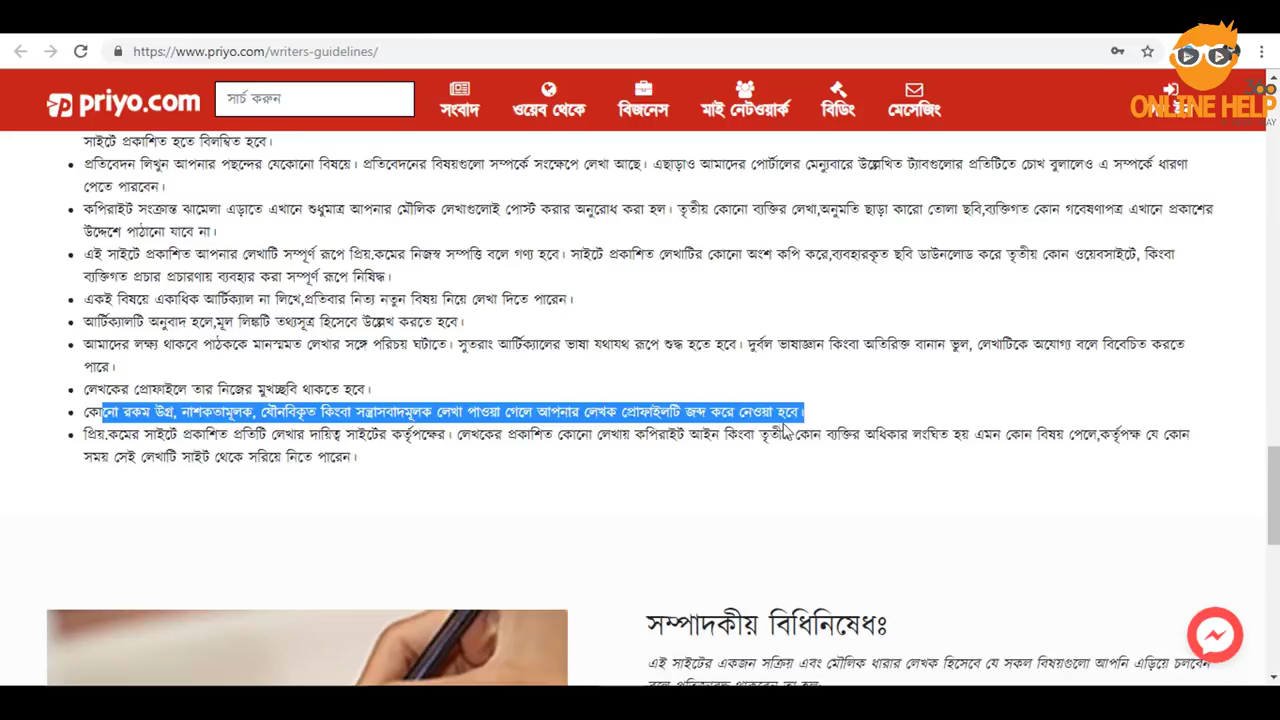 https://www.priyo.com/writers-guidelines/
priyo.com
সার্চ করুন
সংবাদ
ওয়েব থেকে
বিজনেস
মাই নেটওয়ার্ক
বিডিং
মেসেজিং
ONLINE HELP
সাইটে প্রকাশিত হতে বিলম্বিত হবে।
প্রতিবেদন লিখুন আপনার পছন্দের যেকোনো বিষয়ে। প্রতিবেদনের বিষয়গুলো সম্পর্কে সংক্ষেপে লেখা আছে। এছাড়াও আমাদের পোর্টালের মেন্যুবারে উল্লেখিত ট্যাবগুলোর প্রতিটিতে চোখ বুলালেও এ সম্পর্কে ধারণা
পেতে পারবেন।
কপিরাইট সংক্রান্ত ঝামেলা এড়াতে এখানে শুধুমাত্র আপনার মৌলিক লেখাগুলোই পোস্ট করার অনুরোধ করা হল। তৃতীয় কোনো ব্যক্তির লেখা,অনুমতি ছাড়া কারো তোলা ছবি,ব্যক্তিগত কোন গবেষণাপত্র এখানে প্রকাশের
উদ্দেশে পাঠানো যাবে না।
এই সাইটে প্রকাশিত আপনার লেখাটি সম্পূর্ণ রূপে প্রিয়.কমের নিজস্ব সম্পত্তি বলে গণ্য হবে। সাইটে প্রকাশিত লেখাটির কোনো অংশ কপি করে,ব্যবহারকৃত ছবি ডাউনলোড করে তৃতীয় কোন ওয়েবসাইটে, কিংবা
ব্যক্তিগত প্রচার প্রচারণায় ব্যবহার করা সম্পূর্ণ রূপে নিষিদ্ধ।
একই বিষয়ে একাধিক আর্টিক্যাল না লিখে,প্রতিবার নিত্য নতুন বিষয় নিয়ে লেখা দিতে পারেন।
আর্টিক্যালটি অনুবাদ হলে,মূল লিঙ্কটি তথ্যসূত্র হিসেবে উল্লেখ করতে হবে।
আমাদের লক্ষ্য থাকবে পাঠককে মানসম্মত লেখার সঙ্গে পরিচয় ঘটাতে। সুতরাং আর্টিক্যালের ভাষা যথাযথ রূপে শুদ্ধ হতে হবে। দুর্বল ভাষাজ্ঞান কিংবা অতিরিক্ত বানান ভুল, লেখাটিকে অযোগ্য বলে বিবেচিত করতে
পারে।
লেখকের প্রোফাইলে তার নিজের মুখচ্ছবি থাকতে হবে।
কোনো রকম উগ্র, নাশকতামূলক, যৌনবিকৃত কিংবা সন্ত্রাসবাদমূলক লেখা পাওয়া গেলে আপনার লেখক প্রোফাইলটি জব্দ করে নেওয়া হবে।
প্রিয়.কমের সাইটে প্রকাশিত প্রতিটি লেখার দায়িত্ব সাইটের কর্তৃপক্ষের। লেখকের প্রকাশিত কোনো লেখায় কপিরাইট আইন কিংবা তৃতীয় কোন ব্যক্তির অধিকার লংঘিত হয় এমন কোন বিষয় পেলে,কর্তৃপক্ষ যে কোন
সময় সেই লেখাটি সাইট থেকে সরিয়ে নিতে পারেন।
সম্পাদকীয় বিধিনিষেধঃ
এই সাইটের একজন সক্রিয় এবং মৌলিক ধারার লেখক হিসেবে যে সকল বিষয়গুলো আপনি এড়িয়ে চলবেন